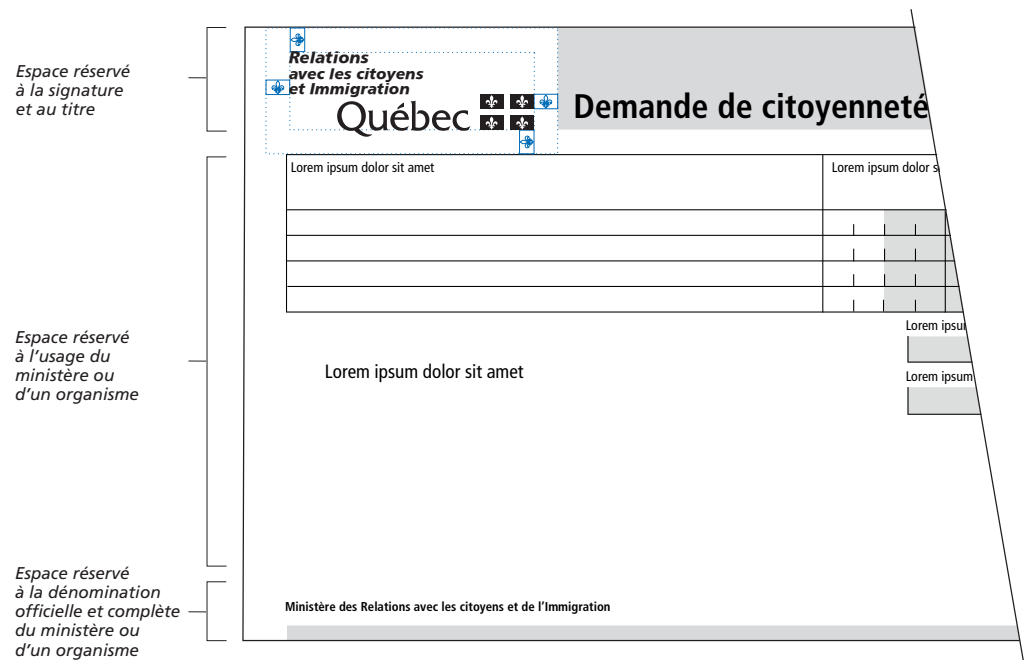 Espace réservé
à la signature
et au titre
Relations
avec les citoyens
et Immigration
Québec
Demande de citoyenneté
Lorem ipsum dolor sit amet
Lorem ipsum dolor s
Espace réservé
à l'usage du
ministère ou
d'un organisme
Lorem ipsum dolor sit amet
Lorem ipsu
Lorem ipsum
Espace réservé
à la dénomination
officielle et complète
du ministère ou
d'un organisme
Ministère des Relations avec les citoyens et de l'Immigration